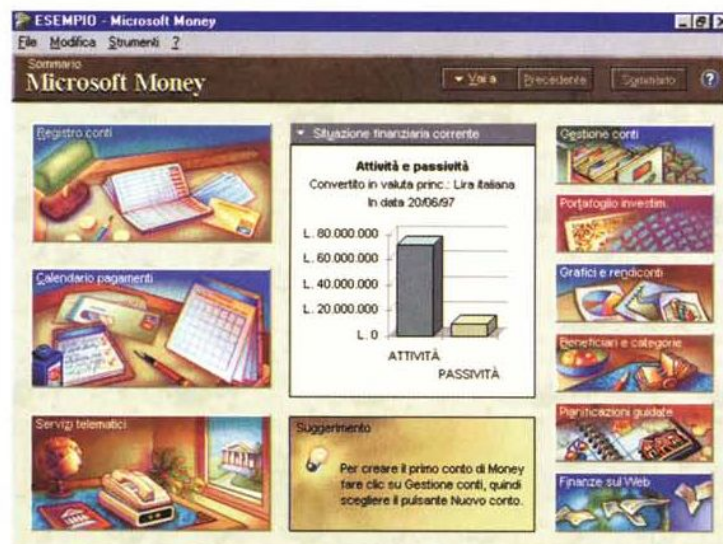 ESEMPIO - Microsoft Money
File Modifica Strumenti ?
Sommario
Microsoft Money
Vai a Precedente Sommario ?
Registro conti
Calendario pagamenti
Servizi telematici
Situazione finanziaria corrente
Attività e passività
Convertito in valuta princ.: Lira italiana
In data 20/06/97
L. 80.000.000
L. 60.000.000
L. 40.000.000
L. 20.000.000
L. 0
ATTIVITÀ
PASSIVITÀ
Suggerimento
Per creare il primo conto di Money
fare clic su Gestione conti, quindi
scegliere il pulsante Nuovo conto.
Gestione conti
Portafoglio investim.
Grafici e rendiconti
Beneficiari e categorie
Pianificazioni guidate
Finanze sul Web